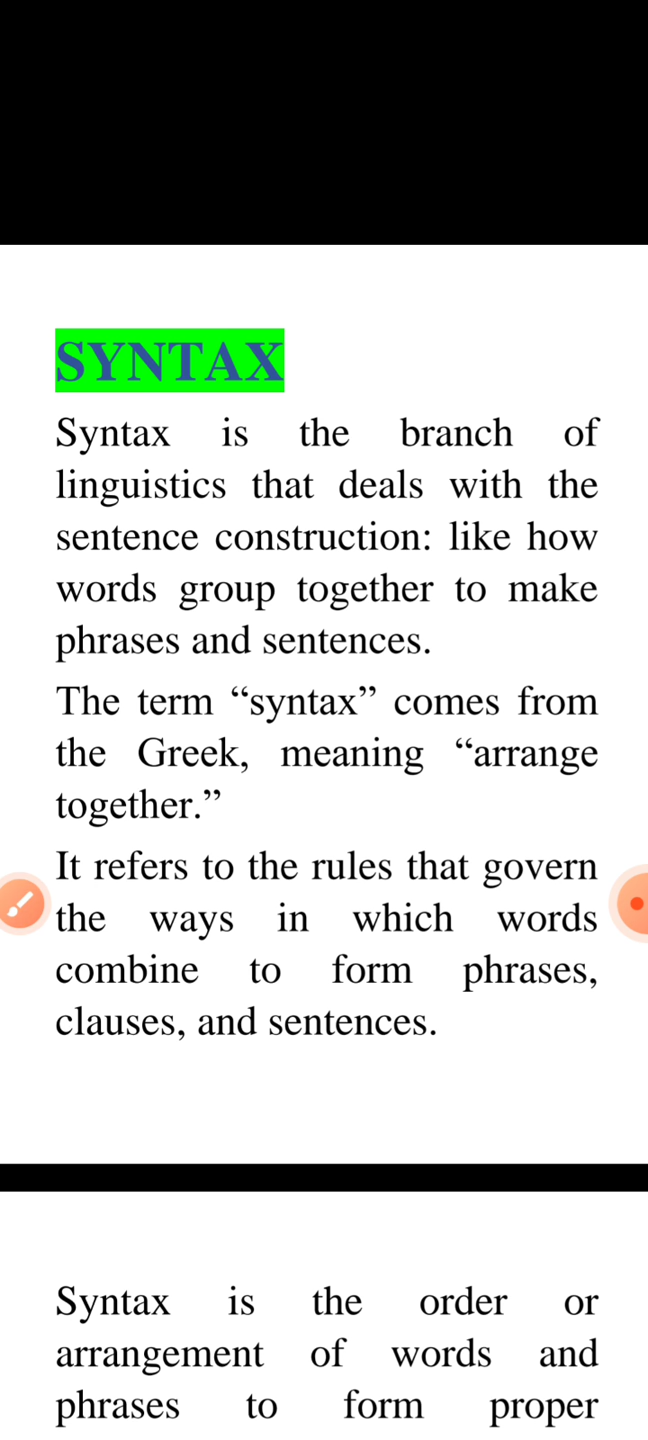 SYNTAX
Syntax is the branch of
linguistics that deals with the
sentence construction: like how
words group together to make
phrases and sentences.
The term “syntax” comes from
the Greek, meaning “arrange
together.”
It refers to the rules that govern
the ways in which words
combine to form phrases,
clauses, and sentences.
Syntax is the order or
arrangement of words and
phrases to form proper